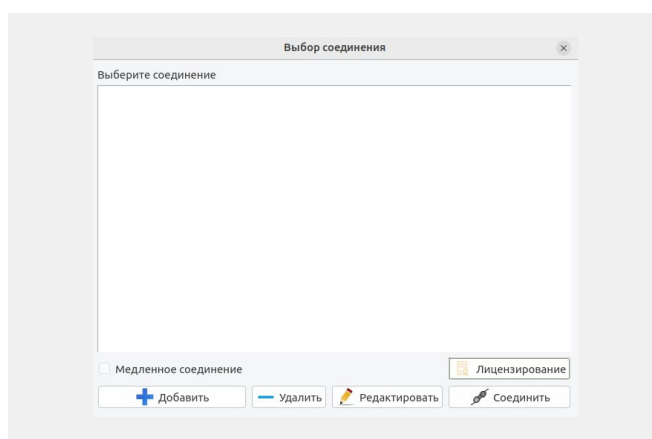 Выбор соединения
Выберите соединение
Медленное соединение
Лицензирование
Добавить
Удалить
Редактировать
Соединить